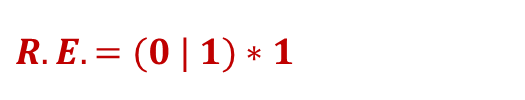 R. E. = (0 | 1) * 1